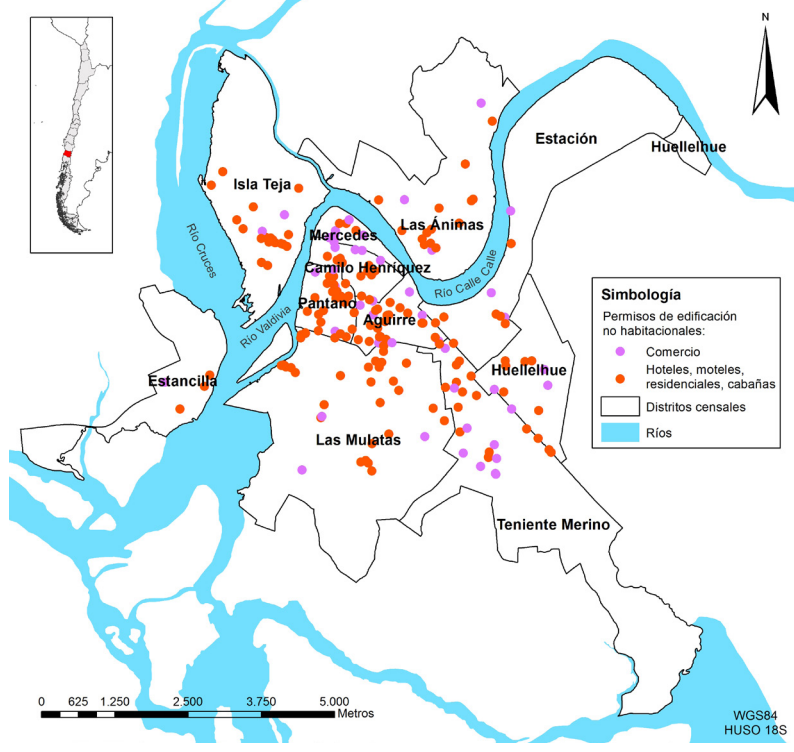 N
Estación
Huellelhue
Isla Teja
Las Ánimas
Mercedes
Río Cruces
Camilo Henríquez
Río Calle Calle
Pantano
Aguirre
Río Valdivia
Estancilla
Huellelhue
Las Mulatas
Teniente Merino
Simbología
Permisos de edificación
no habitacionales:
Comercio
Hoteles, moteles,
residenciales, cabañas
Distritos censales
Ríos
0 625 1.250 2.500 3.750 5.000
Metros
WGS84
HUSO 18S